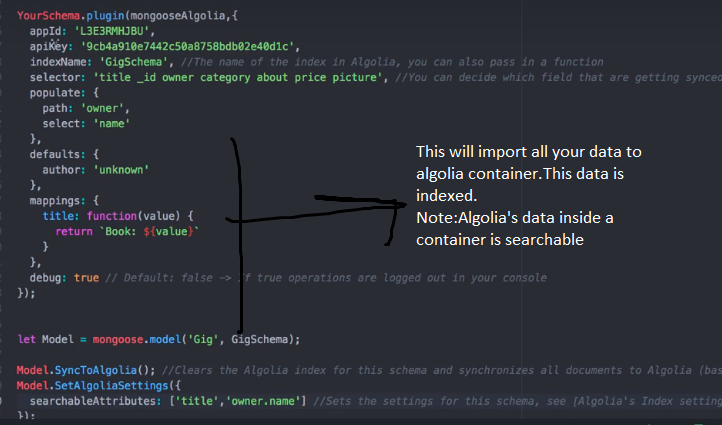 YourSchema.plugin(mongooseAlgolia,{
appId: 'L3E3RMHJBU',
apiKey: '9cb4a910e7442c50a8758bdb02e40d1c',
indexName: 'GigSchema', //The name of the index in Algolia, you can also pass in a function
selector: 'title _id owner category about price picture', //You can decide which field that are getting synced
populate: {
path: 'owner',
select: 'name'
},
defaults: {
author: 'unknown'
},
mappings: {
title: function(value) {
return `Book: ${value}`
}
},
debug: true // Default: false -> If true operations are logged out in your console
});
This will import all your data to
algolia container.This data is
indexed.
Note:Algolia's data inside a
container is searchable
let Model = mongoose.model('Gig', GigSchema);
Model.SyncToAlgolia(); //Clears the Algolia index for this schema and synchronizes all documents to Algolia (bas
Model.SetAlgoliaSettings({
searchableAttributes: ['title','owner.name'] //Sets the settings for this schema, see [Algolia's Index setting
});